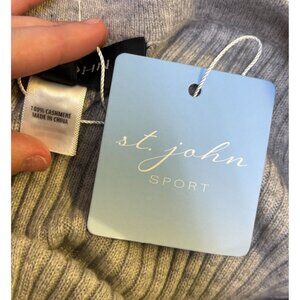 100% CASHMERE
MADE IN CHINA
st. john
SPORT